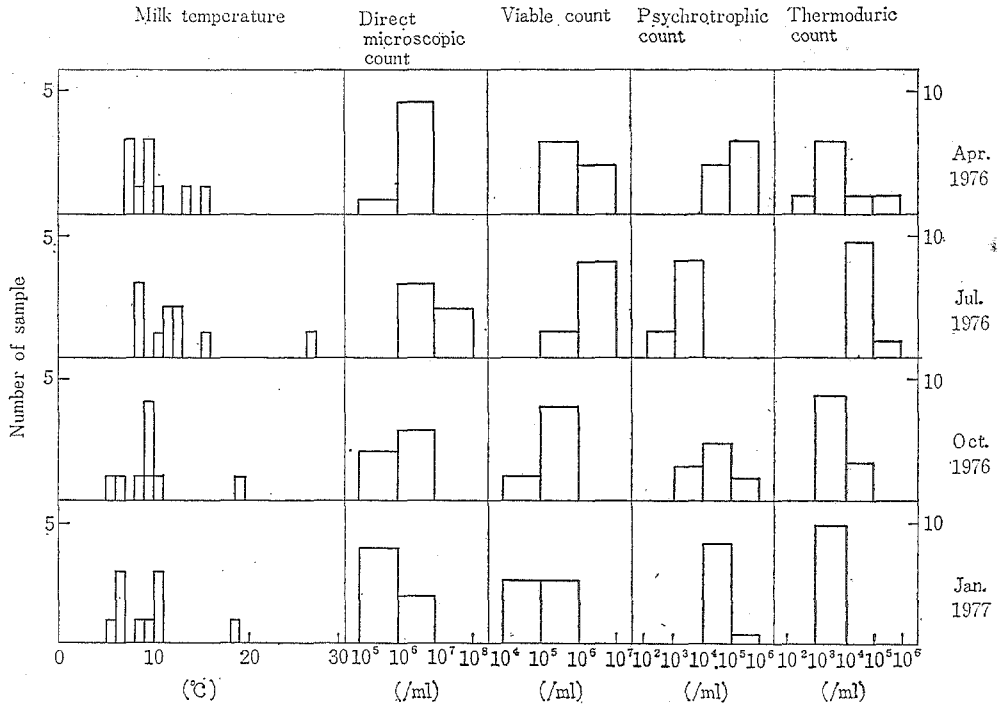 Milk temperature
Direct microscopic count
Viable count
Psychrotrophic count
Thermoduric count
Number of sample
5
10
Apr. 1976
5
10
Jul. 1976
5
10
Oct. 1976
5
10
Jan. 1977
0 10 20 30
10⁵ 10⁶ 10⁷ 10⁸
10⁴ 10⁵ 10⁶ 10⁷
10² 10³ 10⁴ 10⁵ 10⁶
10² 10³ 10⁴ 10⁵ 10⁶
(℃)
(/ml)
(/ml)
(/ml)
(/ml)